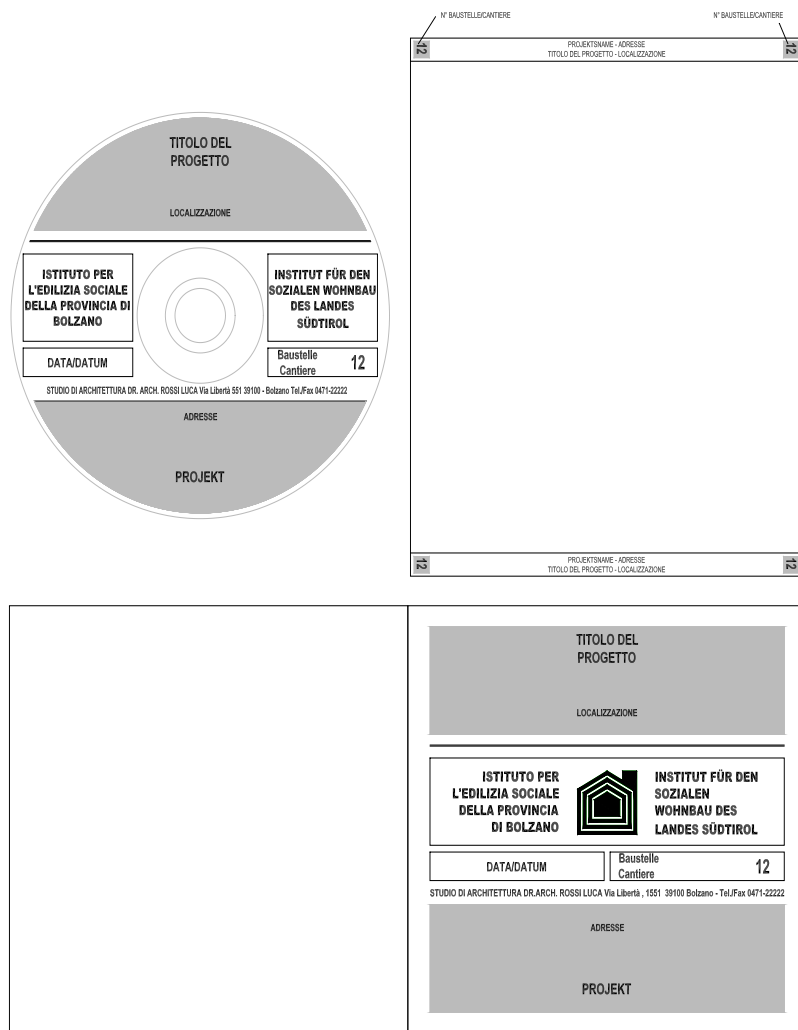 N° BAUSTELLE/CANTIERE
N° BAUSTELLE/CANTIERE
12
PROJEKTSNAME - ADRESSE
TITOLO DEL PROGETTO - LOCALIZZAZIONE
12
TITOLO DEL
PROGETTO
LOCALIZZAZIONE
ISTITUTO PER
L'EDILIZIA SOCIALE
DELLA PROVINCIA DI
BOLZANO
INSTITUT FÜR DEN
SOZIALEN WOHNBAU
DES LANDES
SÜDTIROL
DATA/DATUM
Baustelle
Cantiere
12
STUDIO DI ARCHITETTURA DR. ARCH. ROSSI LUCA Via Libertà 551 39100 - Bolzano Tel./Fax 0471-22222
ADRESSE
PROJEKT
12
PROJEKTSNAME - ADRESSE
TITOLO DEL PROGETTO - LOCALIZZAZIONE
12
TITOLO DEL
PROGETTO
LOCALIZZAZIONE
ISTITUTO PER
L'EDILIZIA SOCIALE
DELLA PROVINCIA
DI BOLZANO
INSTITUT FÜR DEN
SOZIALEN
WOHNBAU DES
LANDES SÜDTIROL
DATA/DATUM
Baustelle
Cantiere
12
STUDIO DI ARCHITETTURA DR.ARCH. ROSSI LUCA Via Libertà , 1551 39100 Bolzano - Tel./Fax 0471-22222
ADRESSE
PROJEKT